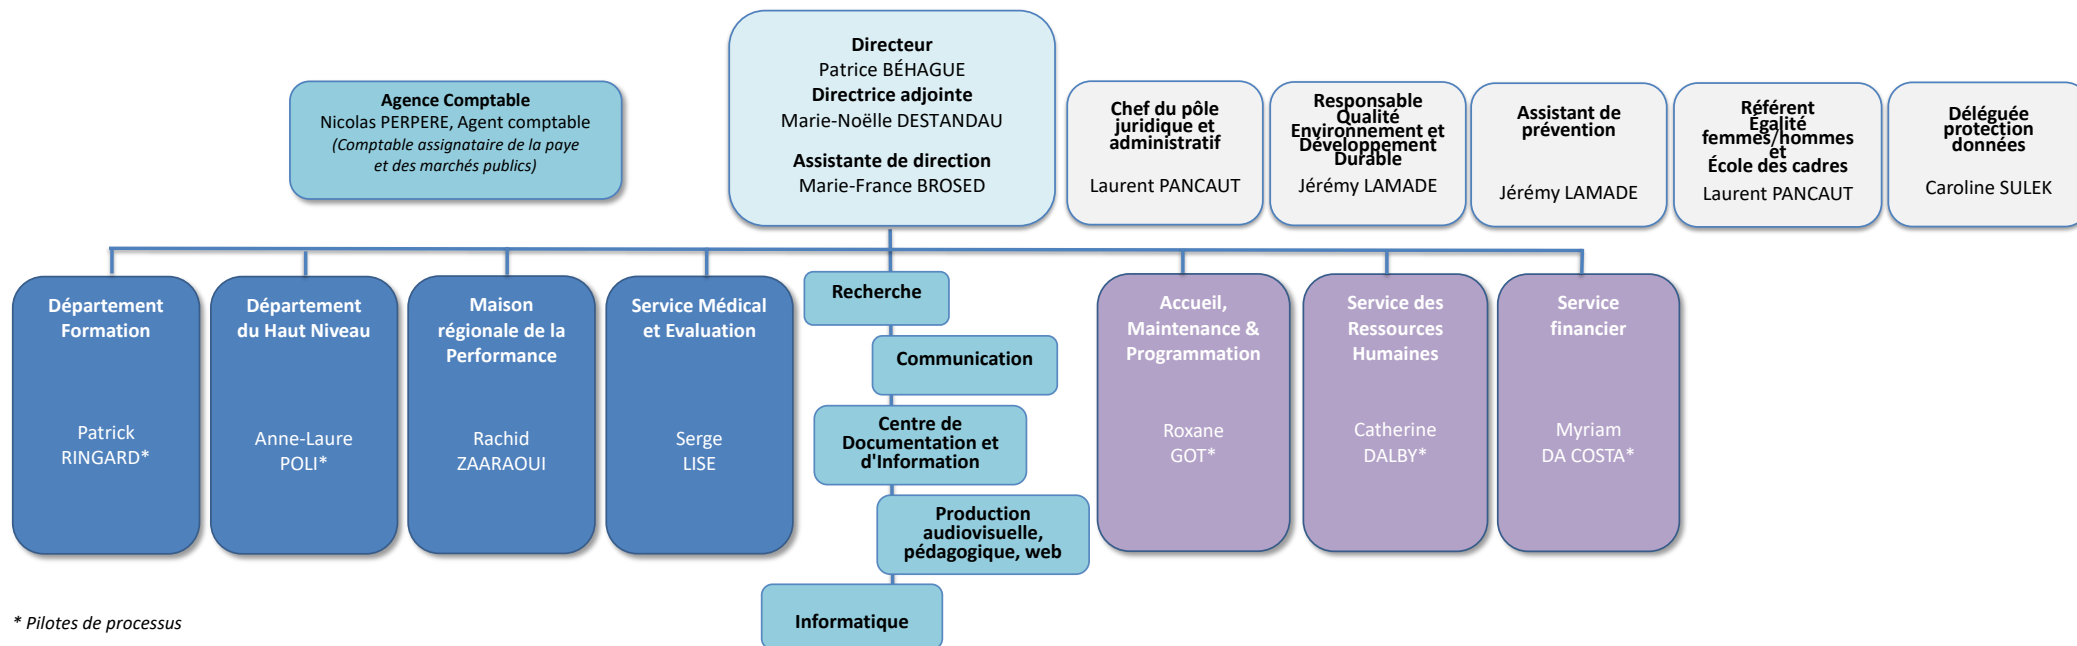 Directeur
Patrice BÉHAGUE
Directrice adjointe
Marie-Noëlle DESTANDAU
Assistante de direction
Marie-France BROSED
Agence Comptable
Nicolas PERPERE, Agent comptable
(Comptable assignataire de la paye
et des marchés publics)
Chef du pôle
juridique et
administratif
Laurent PANCAUT
Responsable
Qualité
Environnement et
Développement
Durable
Jérémy LAMADE
Assistant de
prévention
Jérémy LAMADE
Référent
Égalité
femmes/hommes
et
École des cadres
Laurent PANCAUT
Déléguée
protection
données
Caroline SULEK
Département
Formation
Patrick
RINGARD*
Département
du Haut Niveau
Anne-Laure
POLI*
Maison
régionale de la
Performance
Rachid
ZAARAOUI
Service Médical
et Evaluation
Serge
LISE
Recherche
Communication
Centre de
Documentation et
d'Information
Production
audiovisuelle,
pédagogique, web
Informatique
Accueil,
Maintenance &
Programmation
Roxane
GOT*
Service des
Ressources
Humaines
Catherine
DALBY*
Service
financier
Myriam
DA COSTA*
* Pilotes de processus